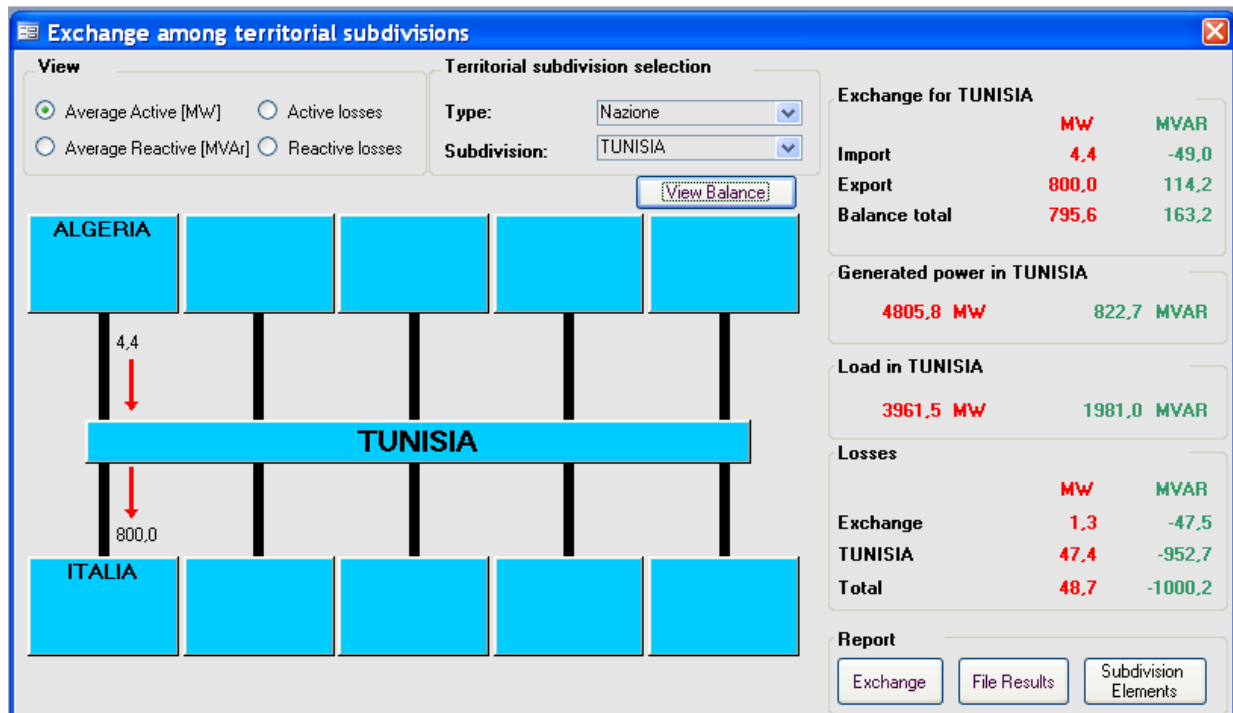 Exchange among territorial subdivisions
View
Average Active [MW] Active losses
Average Reactive [MVAr] Reactive losses
Territorial subdivision selection
Type: Nazione
Subdivision: TUNISIA
View Balance
ALGERIA
4,4
TUNISIA
800,0
ITALIA
Exchange for TUNISIA
MW MVAR
Import 4,4 -49,0
Export 800,0 114,2
Balance total 795,6 163,2
Generated power in TUNISIA
4805,8 MW 822,7 MVAR
Load in TUNISIA
3961,5 MW 1981,0 MVAR
Losses
MW MVAR
Exchange 1,3 -47,5
TUNISIA 47,4 -952,7
Total 48,7 -1000,2
Report
Exchange
File Results
Subdivision
Elements